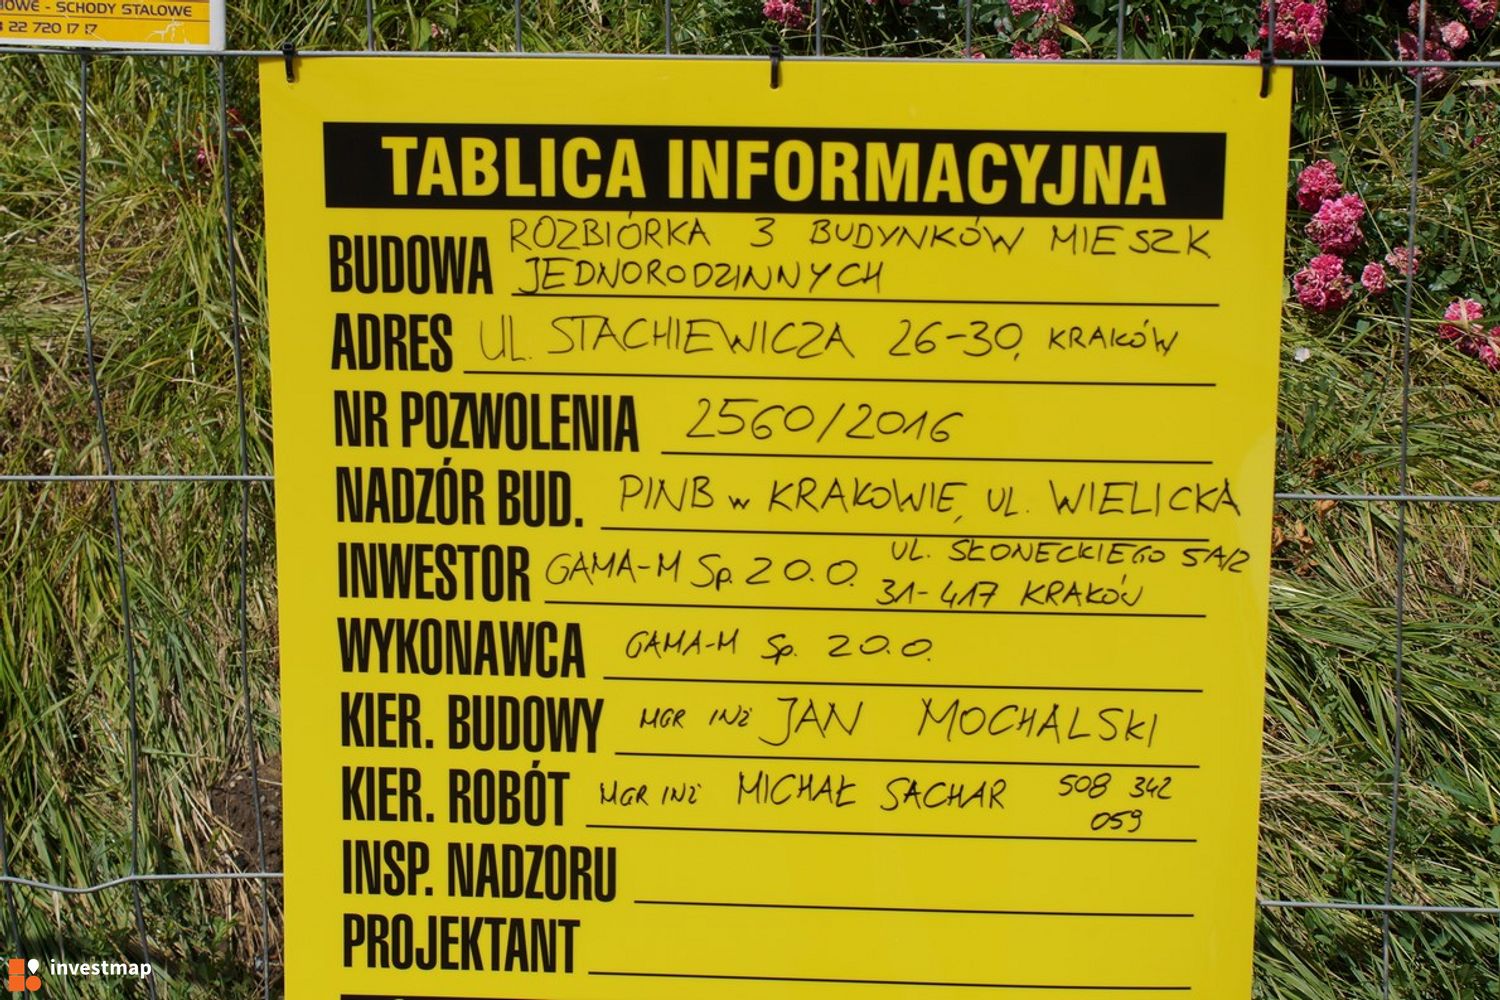 HOWE - SCHODY STALOWE
22 720 17 17
TABLICA INFORMACYJNA
BUDOWA ROZBIÓRKA 3 BUDYNKÓW MIESZK
JEDNORODZINNYCH
ADRES UL. STACHIEWICZA 26-30, KRAKÓW
NR POZWOLENIA 2560/2016
NADZÓR BUD. PINB w KRAKOWIE, UL. WIELICKA
INWESTOR GAMA-M Sp. Z O.O. UL. SŁONECKIEGO 5A/2
31-417 KRAKÓW
WYKONAWCA GAMA-M Sp. Z O.O.
KIER. BUDOWY MGR INŻ JAN MOCHALSKI
KIER. ROBÓT MGR INŻ MICHAŁ SACHAR 508 342
059
INSP. NADZORU
PROJEKTANT
investmap